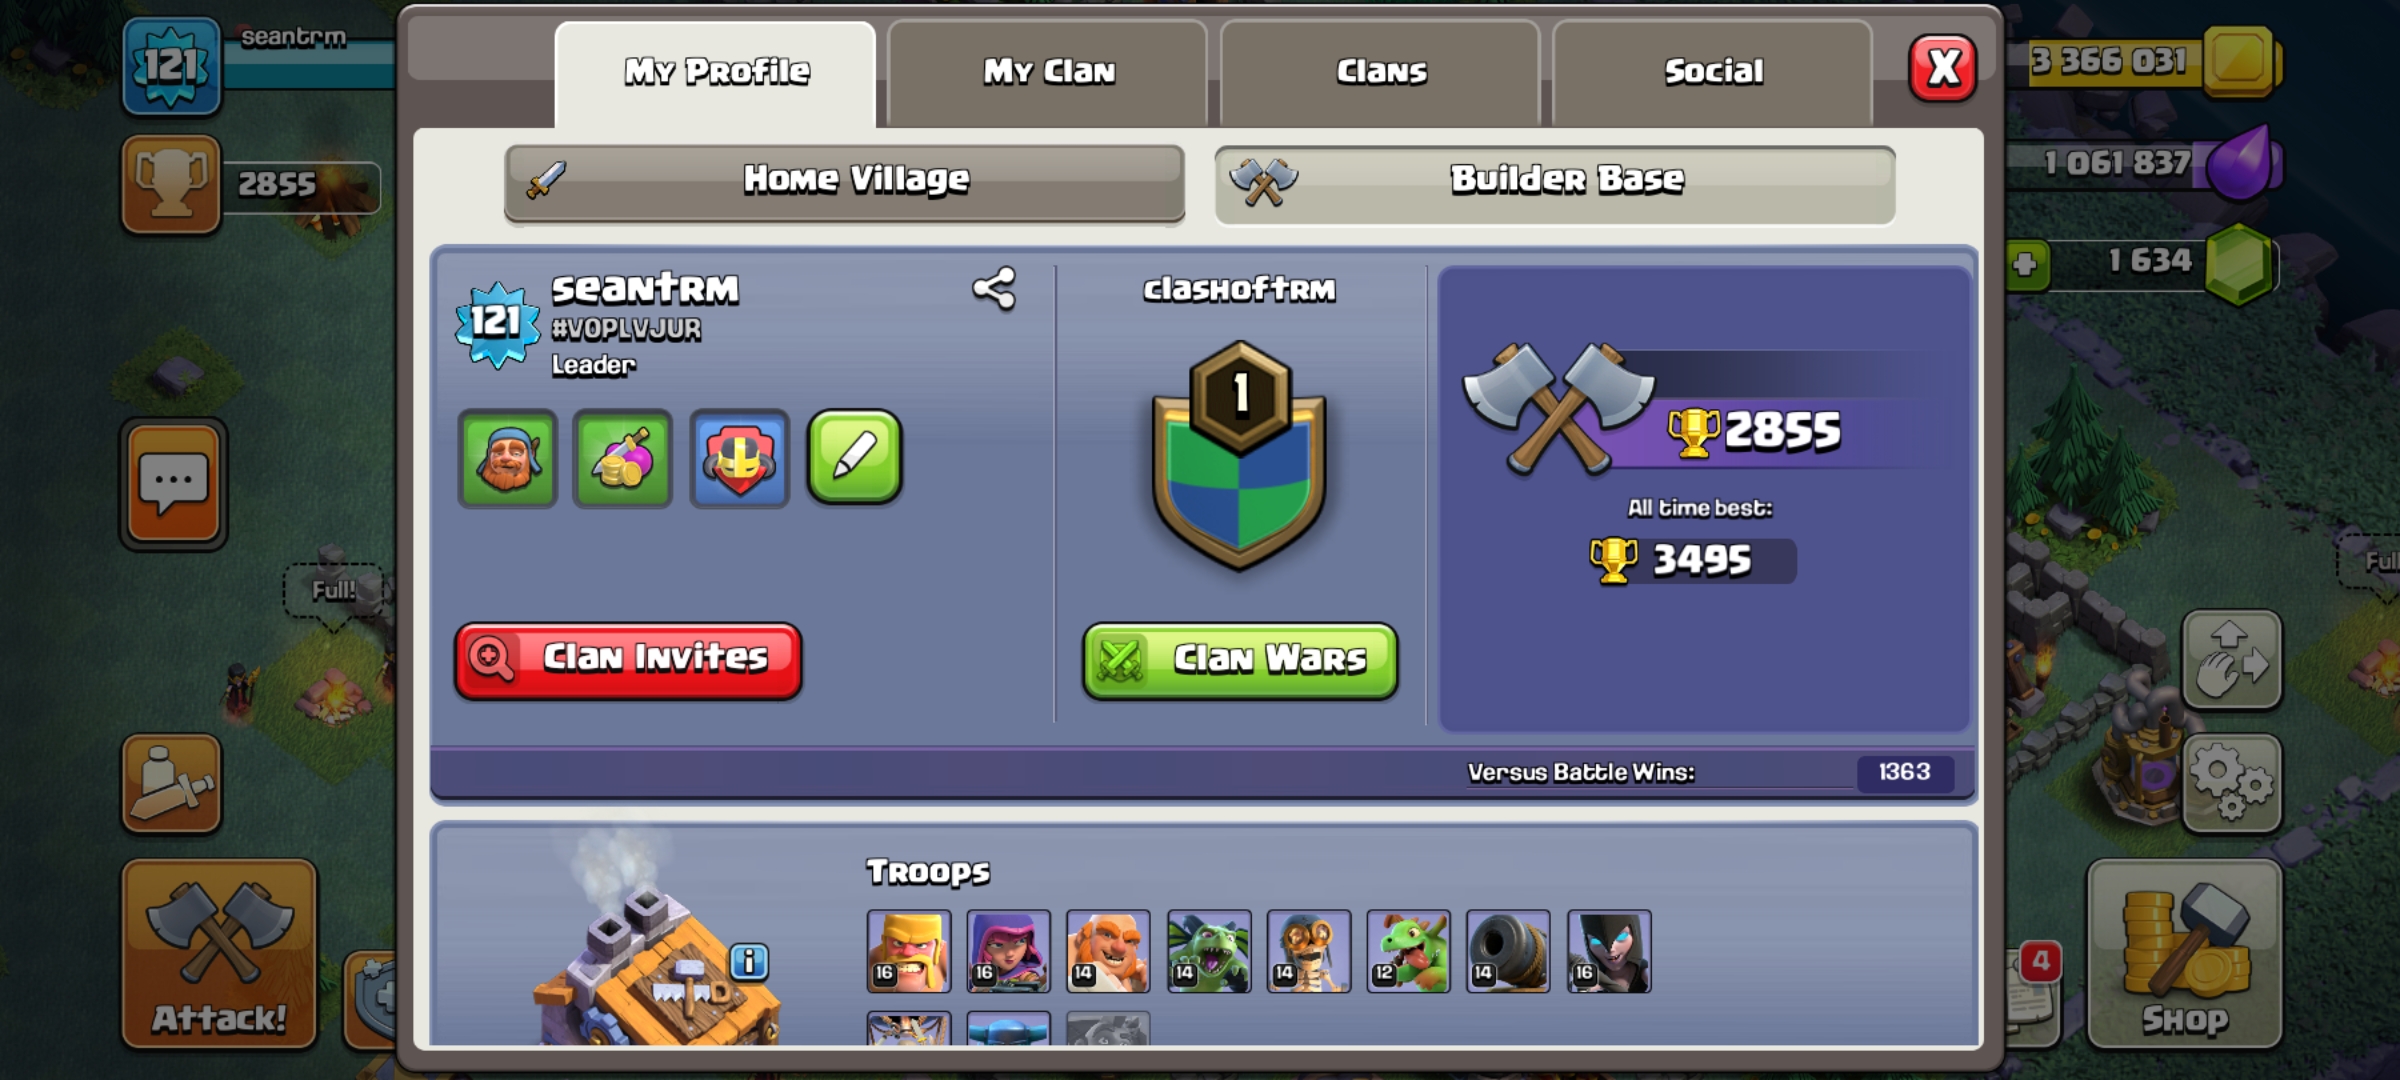 121
seantrm
2855
My Profile
My Clan
Clans
Social
X
3 366 031
1 061 837
1 634
Home Village
Builder Base
121
seantrm
#VOPLVJUR
Leader
clashoftrm
1
2855
All time best:
3495
Full!
Clan Invites
Clan Wars
Versus Battle Wins:
1363
Troops
i
16
16
14
14
14
12
14
16
Attack!
4
Shop